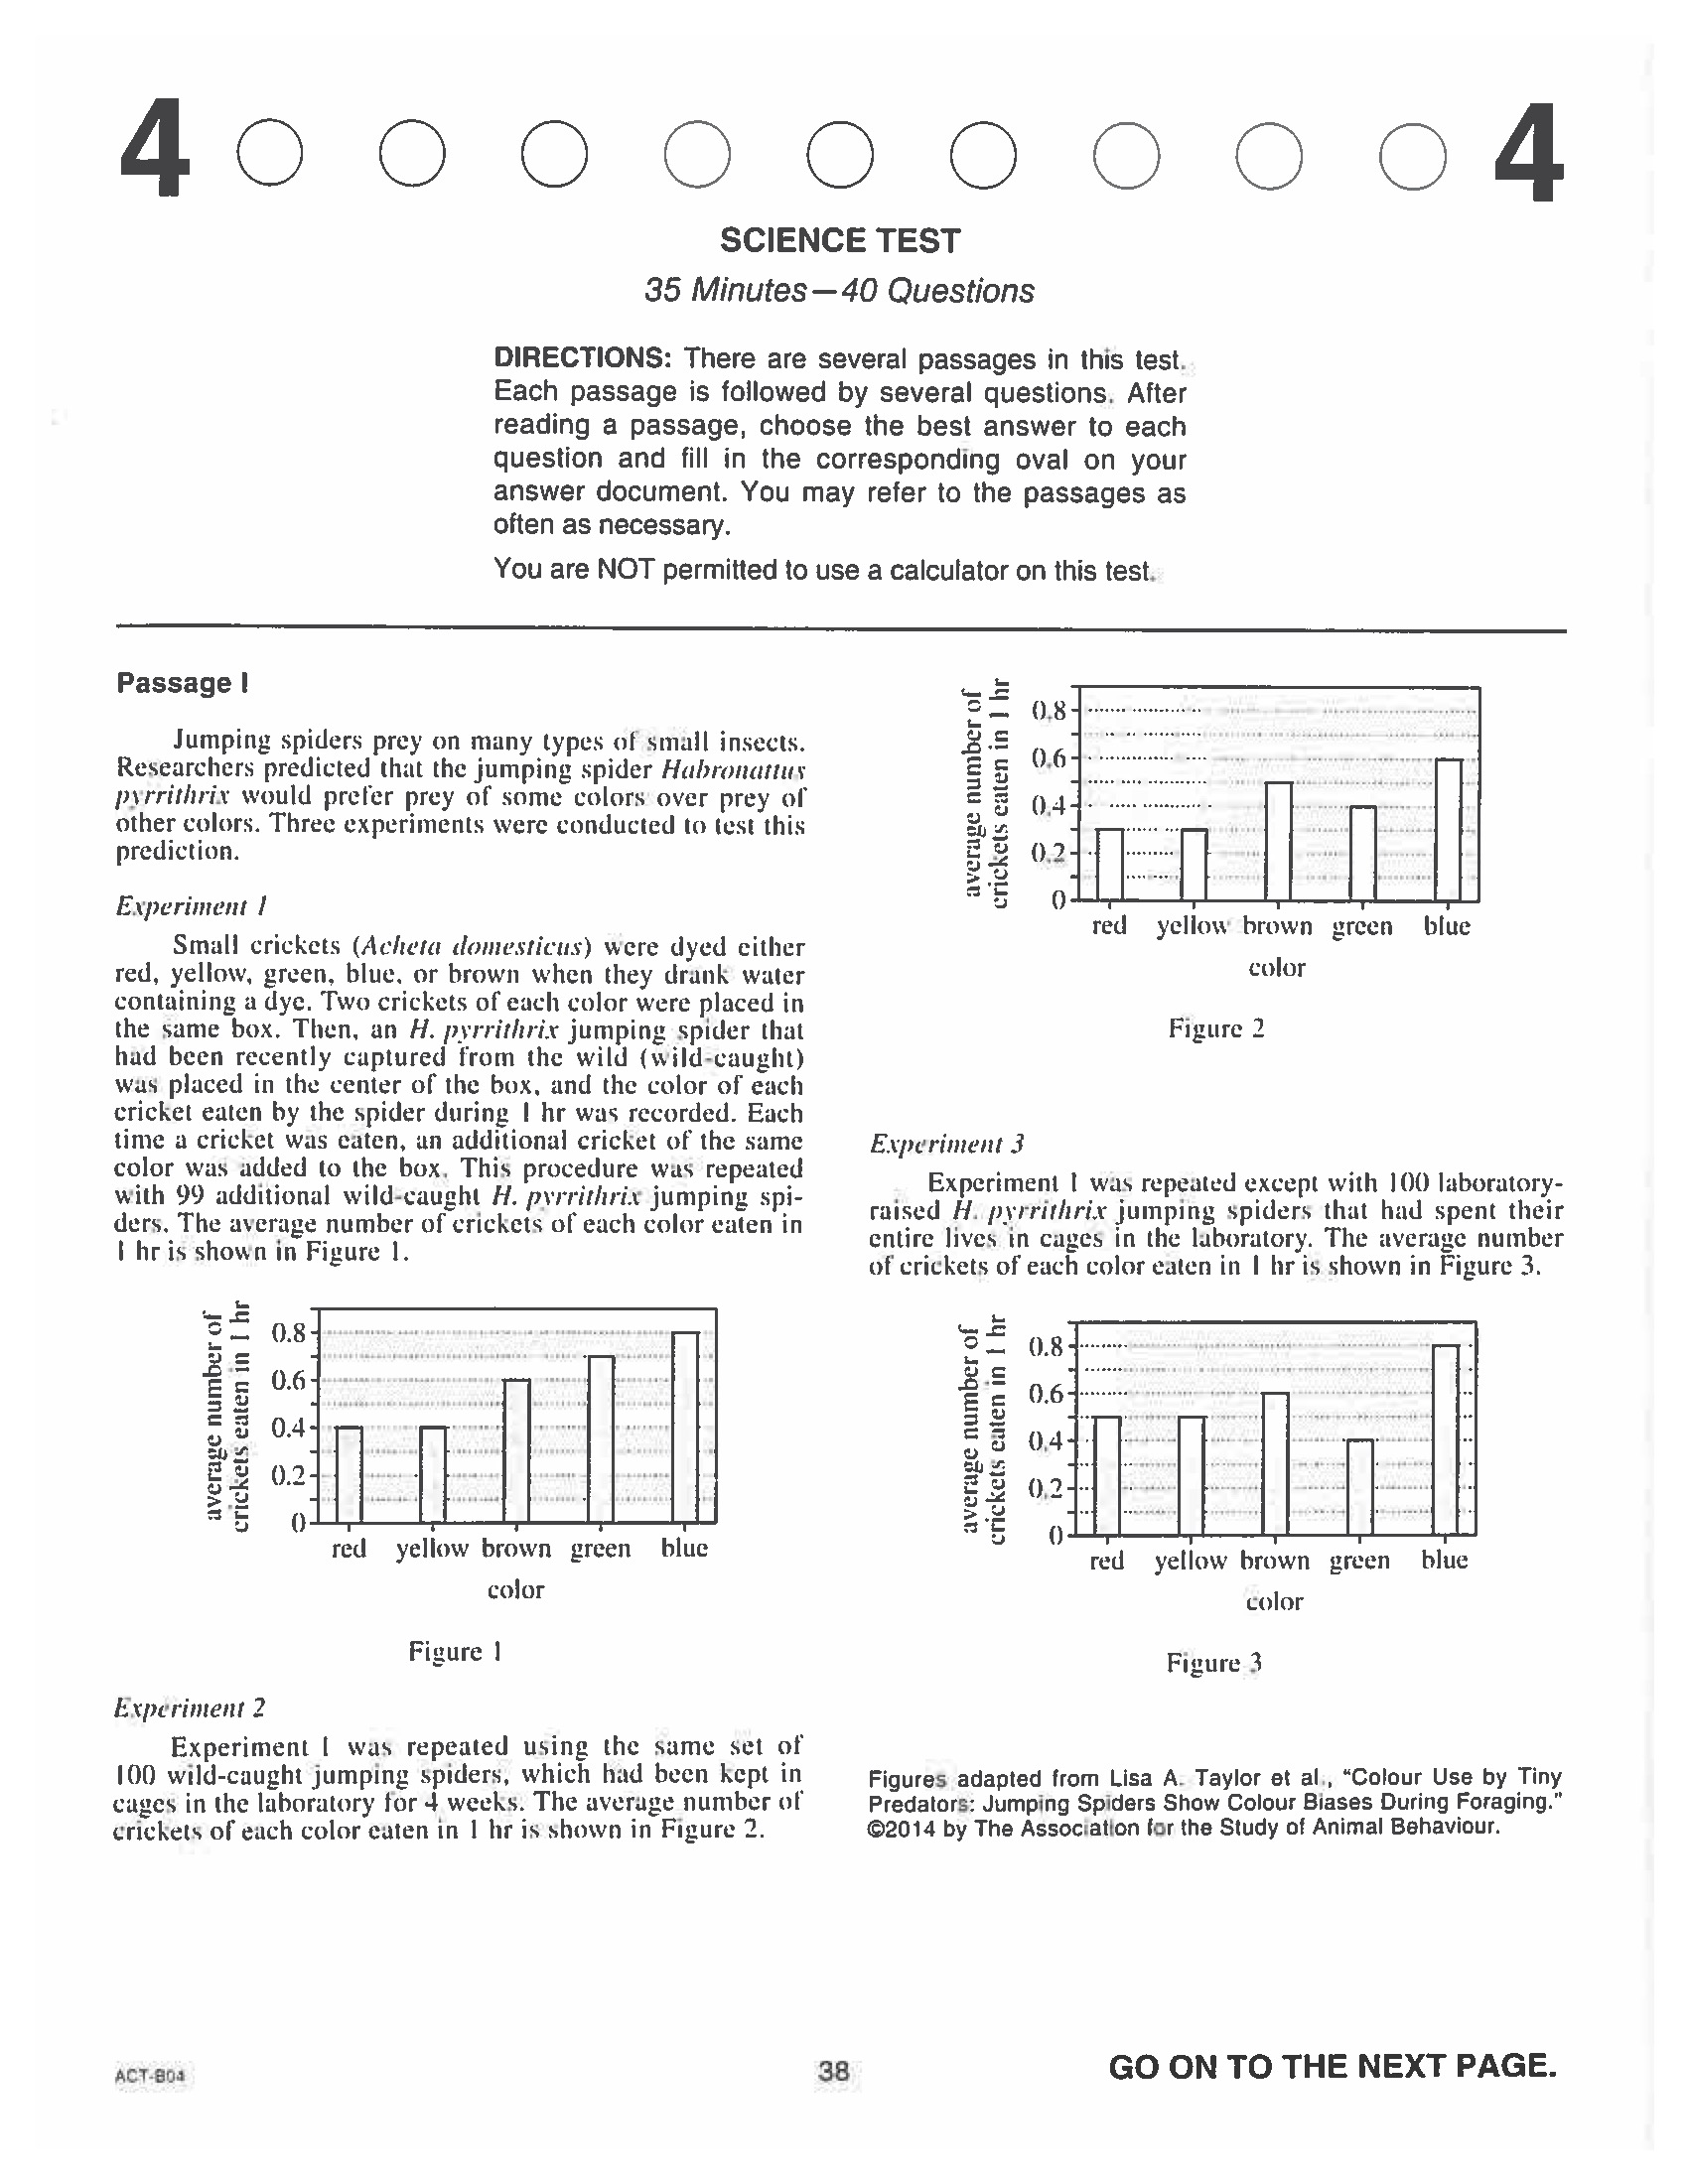 4 4
SCIENCE TEST
35 Minutes—40 Questions
DIRECTIONS: There are several passages in this test.
Each passage is followed by several questions. After
reading a passage, choose the best answer to each
question and fill in the corresponding oval on your
answer document. You may refer to the passages as
often as necessary.
You are NOT permitted to use a calculator on this test.
Passage I
Jumping spiders prey on many types of small insects.
Researchers predicted that the jumping spider Habronattus
pyrrithrix would prefer prey of some colors over prey of
other colors. Three experiments were conducted to test this
prediction.
Experiment 1
Small crickets (Acheta domesticus) were dyed either
red, yellow, green, blue, or brown when they drank water
containing a dye. Two crickets of each color were placed in
the same box. Then, an H. pyrrithrix jumping spider that
had been recently captured from the wild (wild-caught)
was placed in the center of the box, and the color of each
cricket eaten by the spider during 1 hr was recorded. Each
time a cricket was eaten, an additional cricket of the same
color was added to the box. This procedure was repeated
with 99 additional wild-caught H. pyrrithrix jumping spi-
ders. The average number of crickets of each color eaten in
1 hr is shown in Figure 1.
average number of
crickets eaten in 1 hr
0.8
0.6
0.4
0.2
0
red yellow brown green blue
color
Figure 1
Experiment 2
Experiment 1 was repeated using the same set of
100 wild-caught jumping spiders, which had been kept in
cages in the laboratory for 4 weeks. The average number of
crickets of each color eaten in 1 hr is shown in Figure 2.
average number of
crickets eaten in 1 hr
0.8
0.6
0.4
0.2
0
red yellow brown green blue
color
Figure 2
Experiment 3
Experiment 1 was repeated except with 100 laboratory-
raised H. pyrrithrix jumping spiders that had spent their
entire lives in cages in the laboratory. The average number
of crickets of each color eaten in 1 hr is shown in Figure 3.
average number of
crickets eaten in 1 hr
0.8
0.6
0.4
0.2
0
red yellow brown green blue
color
Figure 3
Figures adapted from Lisa A. Taylor et al., "Colour Use by Tiny
Predators: Jumping Spiders Show Colour Biases During Foraging."
©2014 by The Association for the Study of Animal Behaviour.
ACT-B04
38
GO ON TO THE NEXT PAGE.